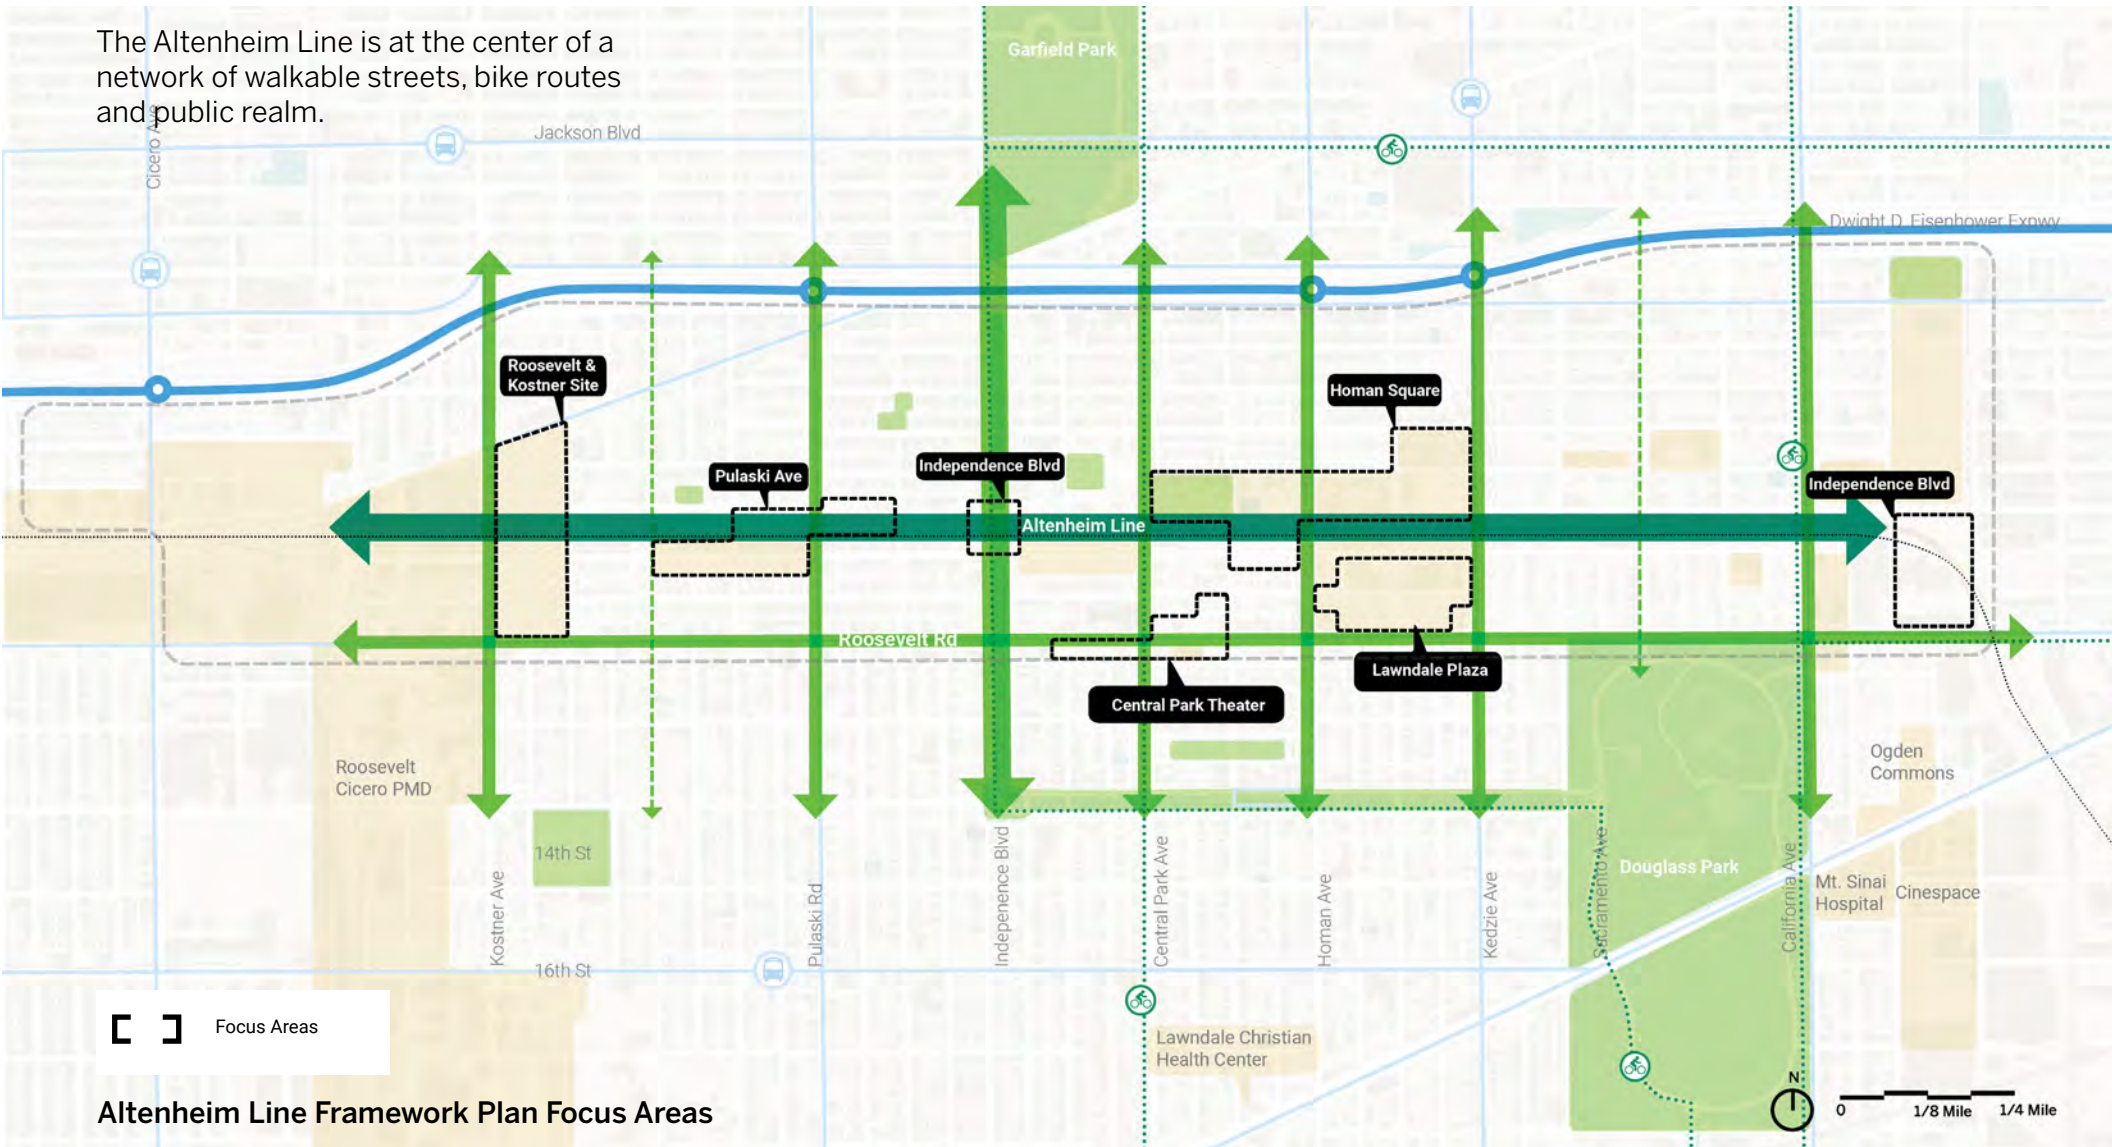 The Altenheim Line is at the center of a
network of walkable streets, bike routes
and public realm.
Garfield Park
Cicero Ave
Jackson Blvd
Dwight D. Eisenhower Expwy
Roosevelt &
Kostner Site
Homan Square
Pulaski Ave
Independence Blvd
Independence Blvd
Altenheim Line
Roosevelt Rd
Lawndale Plaza
Central Park Theater
Roosevelt
Cicero PMD
Ogden
Commons
14th St
Kostner Ave
Pulaski Rd
Indepenence Blvd
Central Park Ave
Homan Ave
Kedzie Ave
Sacramento Ave
Douglass Park
California Ave
Mt. Sinai
Hospital
Cinespace
16th St
Focus Areas
Lawndale Christian
Health Center
N
0
1/8 Mile
1/4 Mile
Altenheim Line Framework Plan Focus Areas